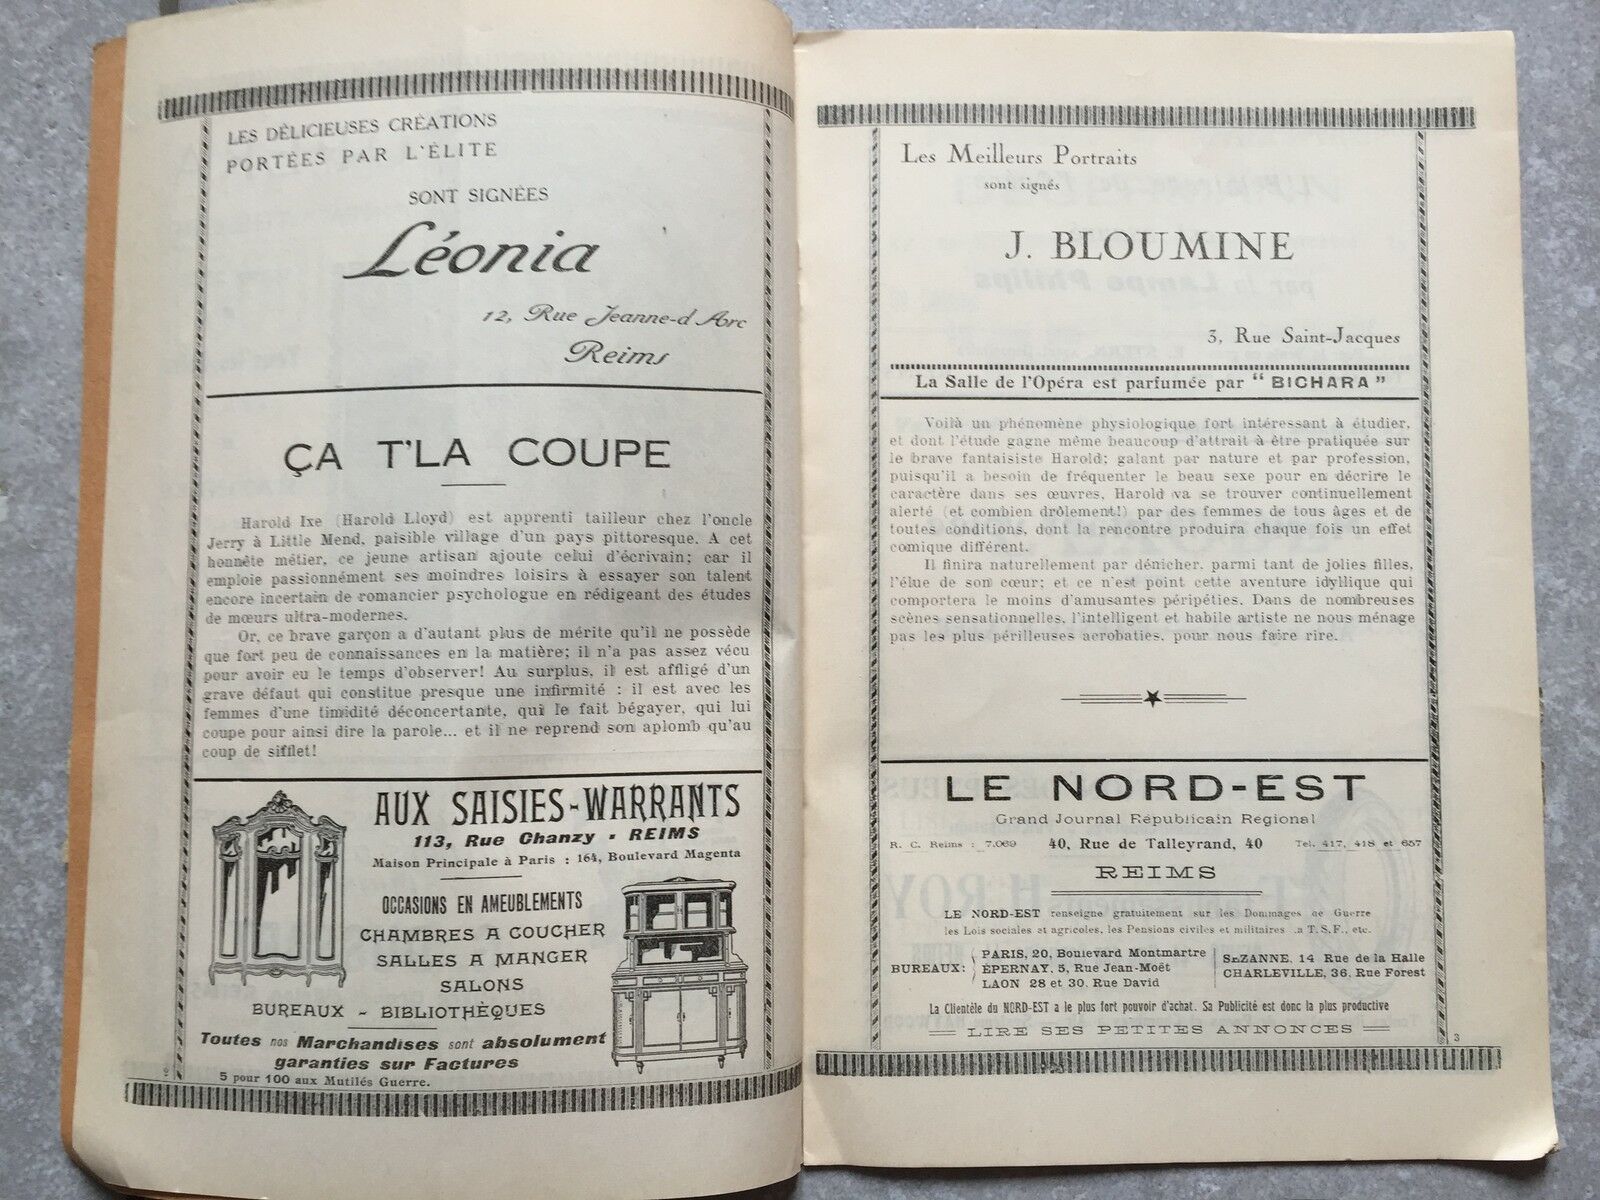 LES DÉLICIEUSES CRÉATIONS
PORTÉES PAR L'ÉLITE
SONT SIGNÉES
Léonia
12, Rue Jeanne-d'Arc
Reims
ÇA T'LA COUPE
Harold Ixe (Harold Lloyd) est apprenti tailleur chez l'oncle
Jerry à Little Mend, paisible village d'un pays pittoresque. A cet
honnête métier, ce jeune artisan ajoute celui d'écrivain; car il
emploie passionnément ses moindres loisirs à essayer son talent
encore incertain de romancier psychologue en rédigeant des études
de mœurs ultra-modernes.
Or, ce brave garçon a d'autant plus de mérite qu'il ne possède
que fort peu de connaissances en la matière; il n'a pas assez vécu
pour avoir eu le temps d'observer! Au surplus, il est affligé d'un
grave défaut qui constitue presque une infirmité : il est avec les
femmes d'une timidité déconcertante, qui le fait bégayer, qui lui
coupe pour ainsi dire la parole... et il ne reprend son aplomb qu'au
coup de sifflet!
AUX SAISIES-WARRANTS
113, Rue Chanzy - REIMS
Maison Principale à Paris : 164, Boulevard Magenta
OCCASIONS EN AMEUBLEMENTS
CHAMBRES A COUCHER
SALLES A MANGER
SALONS
BUREAUX - BIBLIOTHÈQUES
Toutes nos Marchandises sont absolument
garanties sur Factures
5 pour 100 aux Mutilés Guerre.
Les Meilleurs Portraits
sont signés
J. BLOUMINE
3, Rue Saint-Jacques
La Salle de l'Opéra est parfumée par "BICHARA"
Voilà un phénomène physiologique fort intéressant à étudier,
et dont l'étude gagne même beaucoup d'attrait à être pratiquée sur
le brave fantaisiste Harold; galant par nature et par profession,
puisqu'il a besoin de fréquenter le beau sexe pour en décrire le
caractère dans ses œuvres, Harold va se trouver continuellement
alerté (et combien drôlement!) par des femmes de tous âges et de
toutes conditions, dont la rencontre produira chaque fois un effet
comique différent.
Il finira naturellement par dénicher, parmi tant de jolies filles,
l'élue de son cœur; et ce n'est point cette aventure idyllique qui
comportera le moins d'amusantes péripéties. Dans de nombreuses
scènes sensationnelles, l'intelligent et habile artiste ne nous ménage
pas les plus périlleuses acrobaties, pour nous faire rire.
LE NORD-EST
Grand Journal Républicain Régional
R. C. Reims : 7.069 40, Rue de Talleyrand, 40 Tel. 417, 418 et 657
REIMS
LE NORD-EST renseigne gratuitement sur les Dommages de Guerre
les Lois sociales et agricoles, les Pensions civiles et militaires .a T.S.F., etc.
BUREAUX: PARIS, 20, Boulevard Montmartre
ÉPERNAY, 5, Rue Jean-Moët
LAON 28 et 30, Rue David
SEZANNE, 14 Rue de la Halle
CHARLEVILLE, 36, Rue Forest
La Clientèle du NORD-EST a le plus fort pouvoir d'achat. Sa Publicité est donc la plus productive
LIRE SES PETITES ANNONCES
3